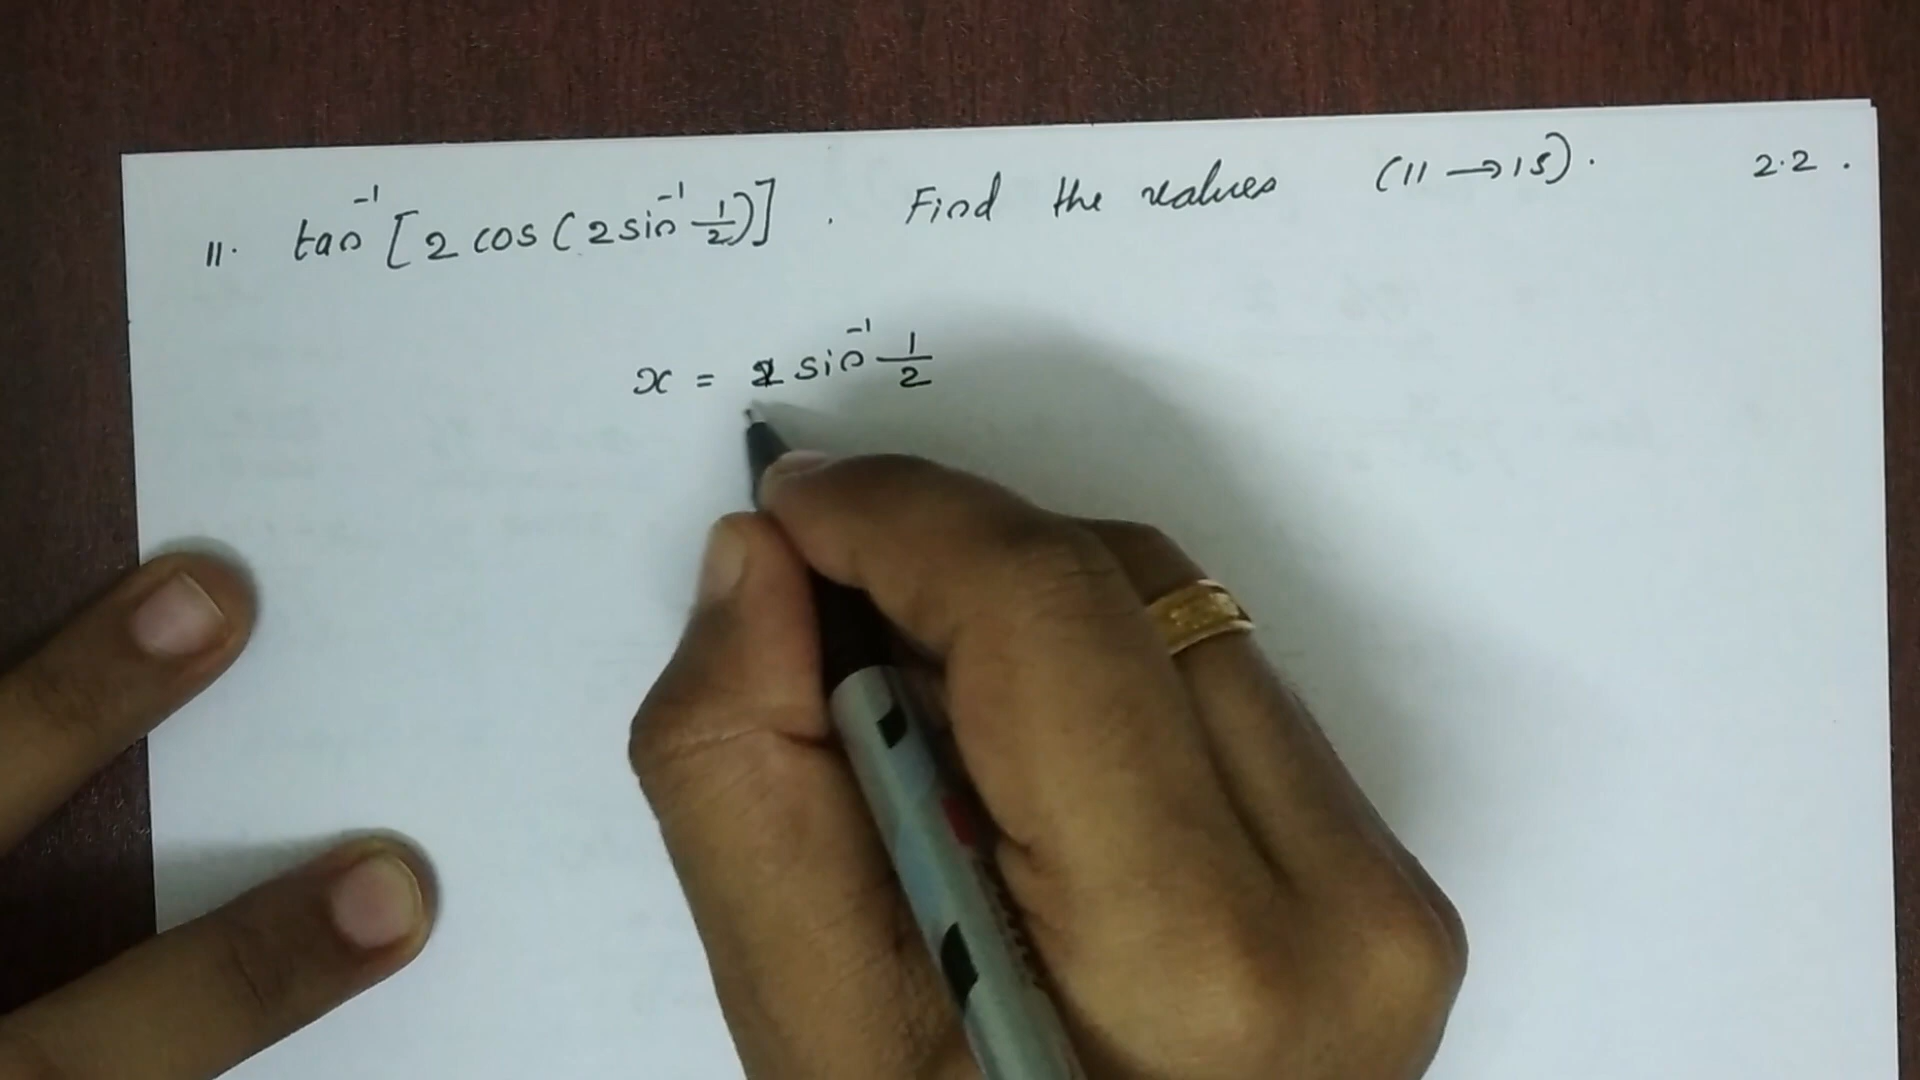 11. tan⁻¹ [2 cos (2 sin⁻¹ 1/2)] . Find the values (11 → 15). 2.2 .
x = 2 sin⁻¹ 1/2